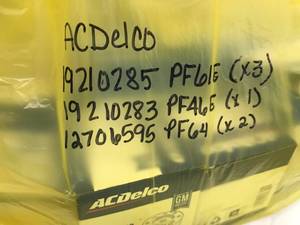 ACDelco
19210285 PF61E (x3)
19210283 PF46E (x1)
12706595 PF64 (x2)
ACDelco
GM